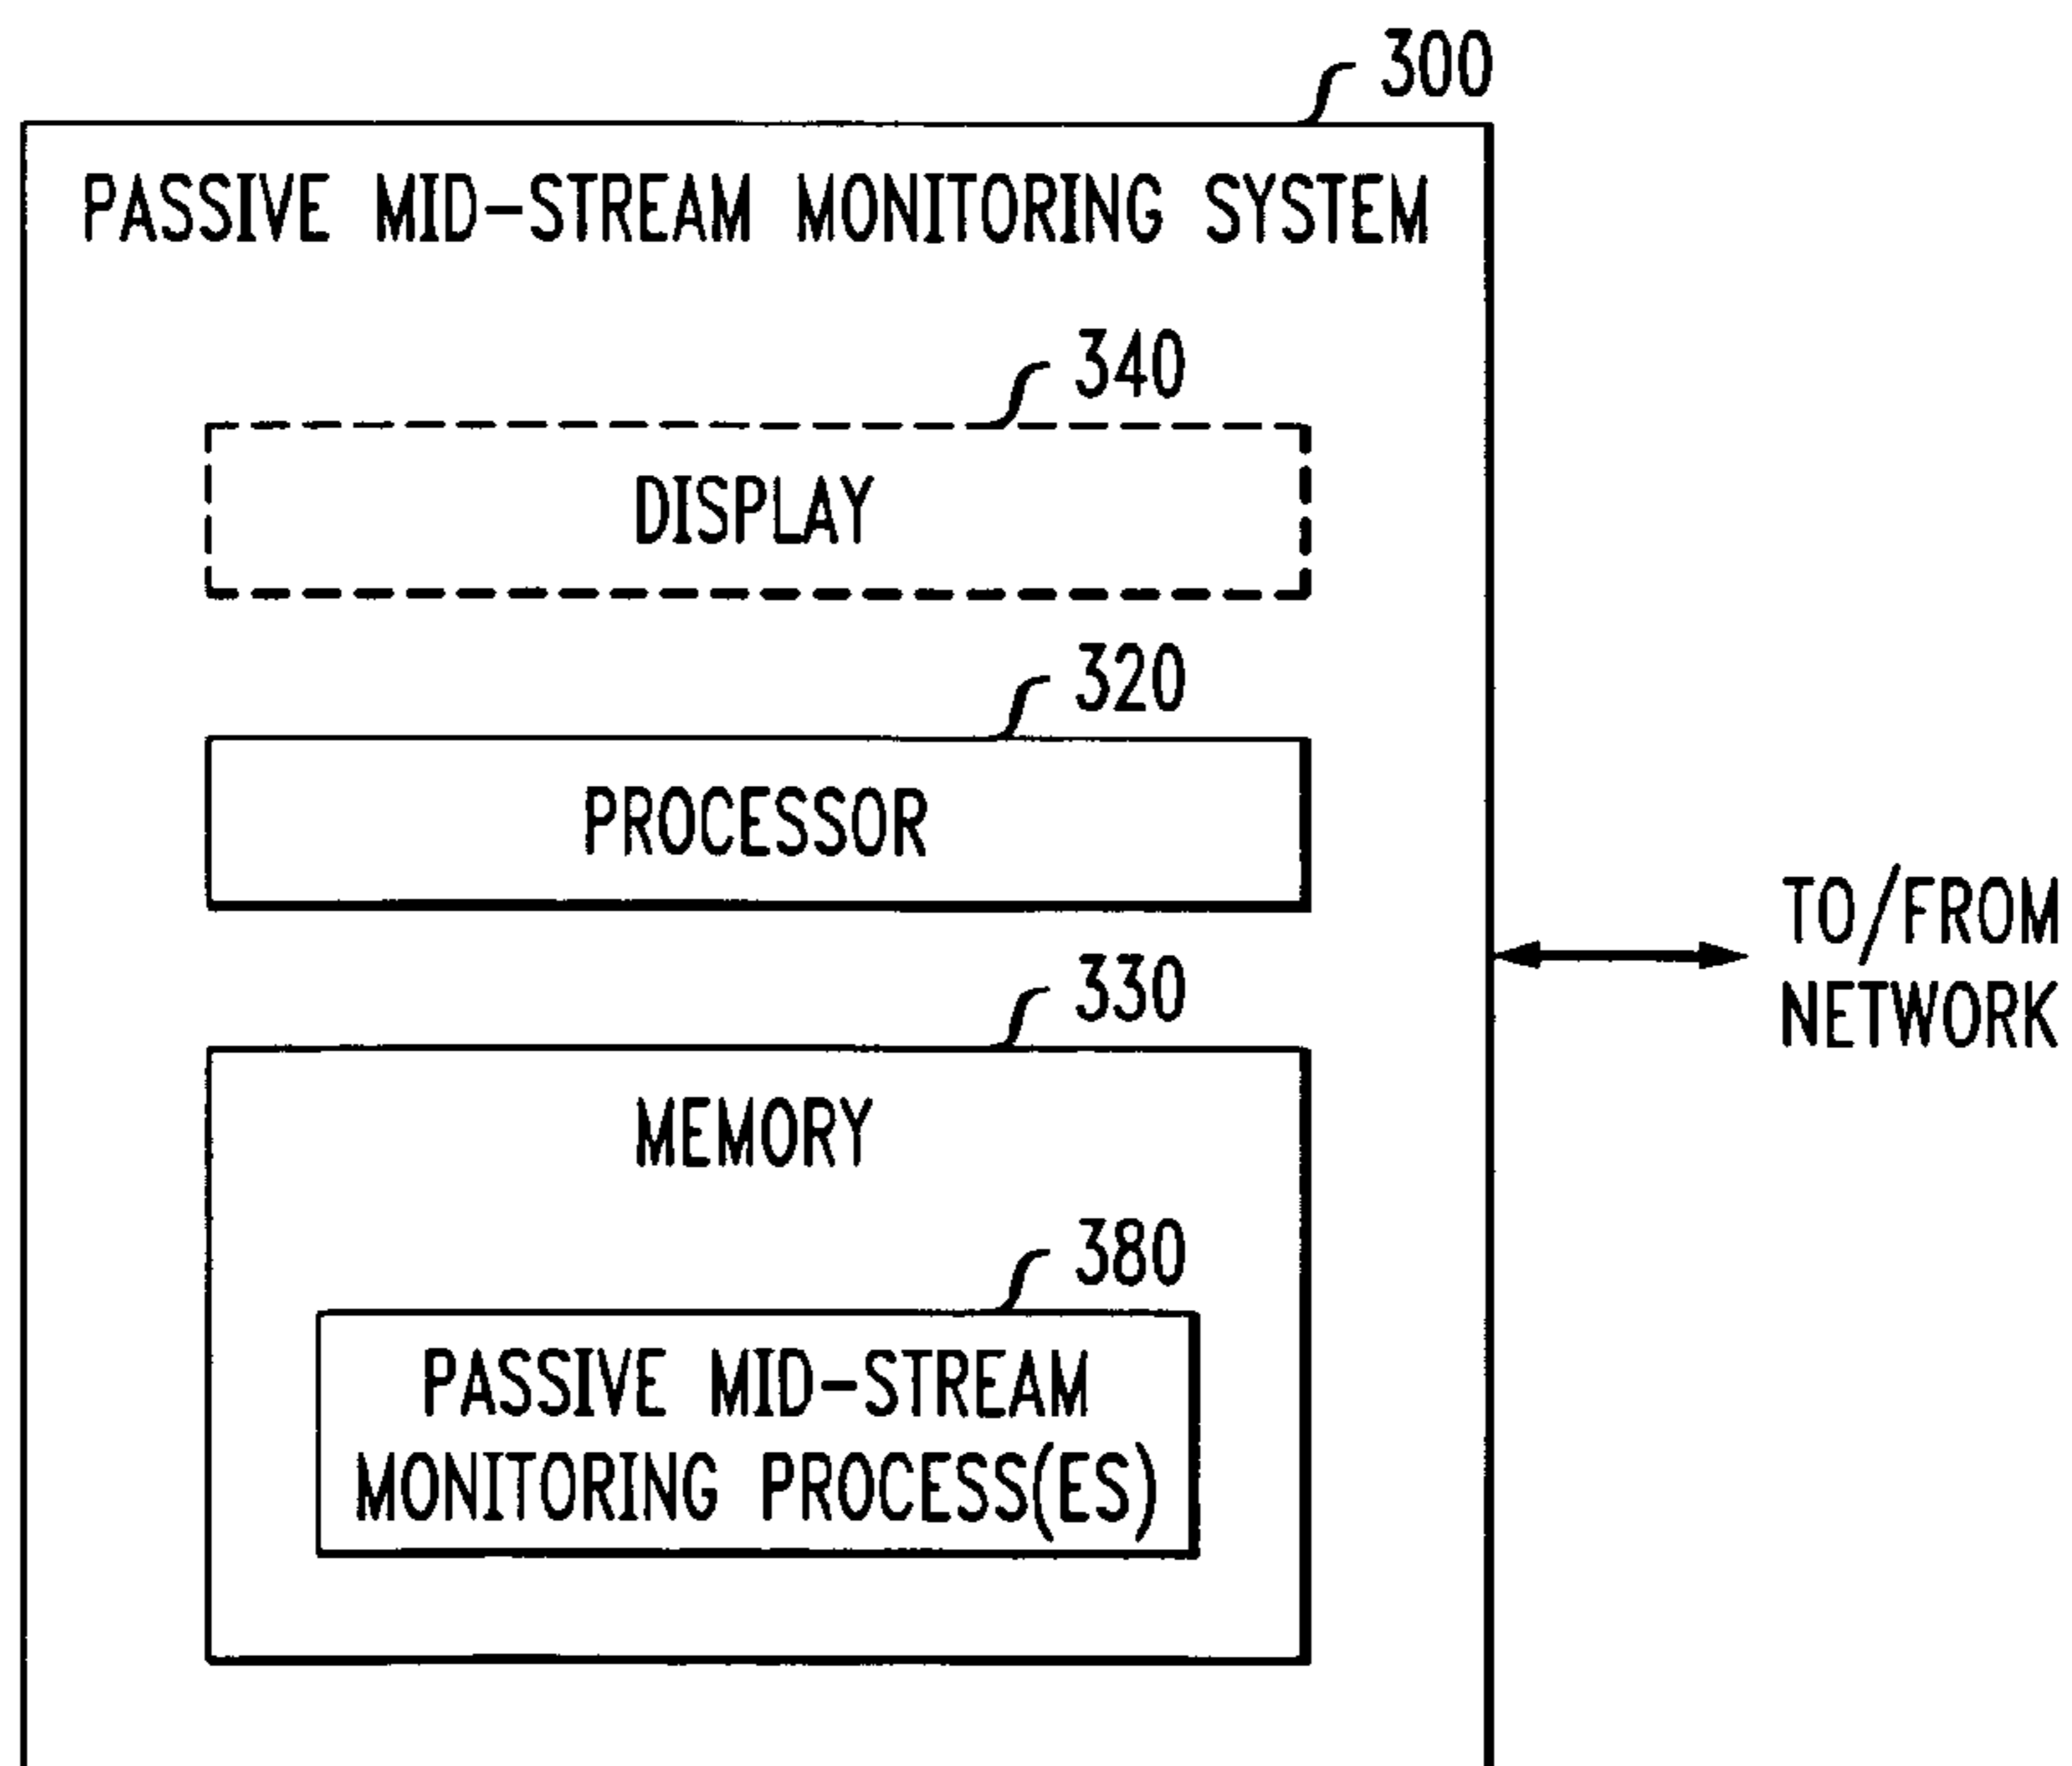 300
PASSIVE MID-STREAM MONITORING SYSTEM
340
DISPLAY
320
PROCESSOR
TO/FROM
NETWORK
330
MEMORY
380
PASSIVE MID-STREAM
MONITORING PROCESS(ES)